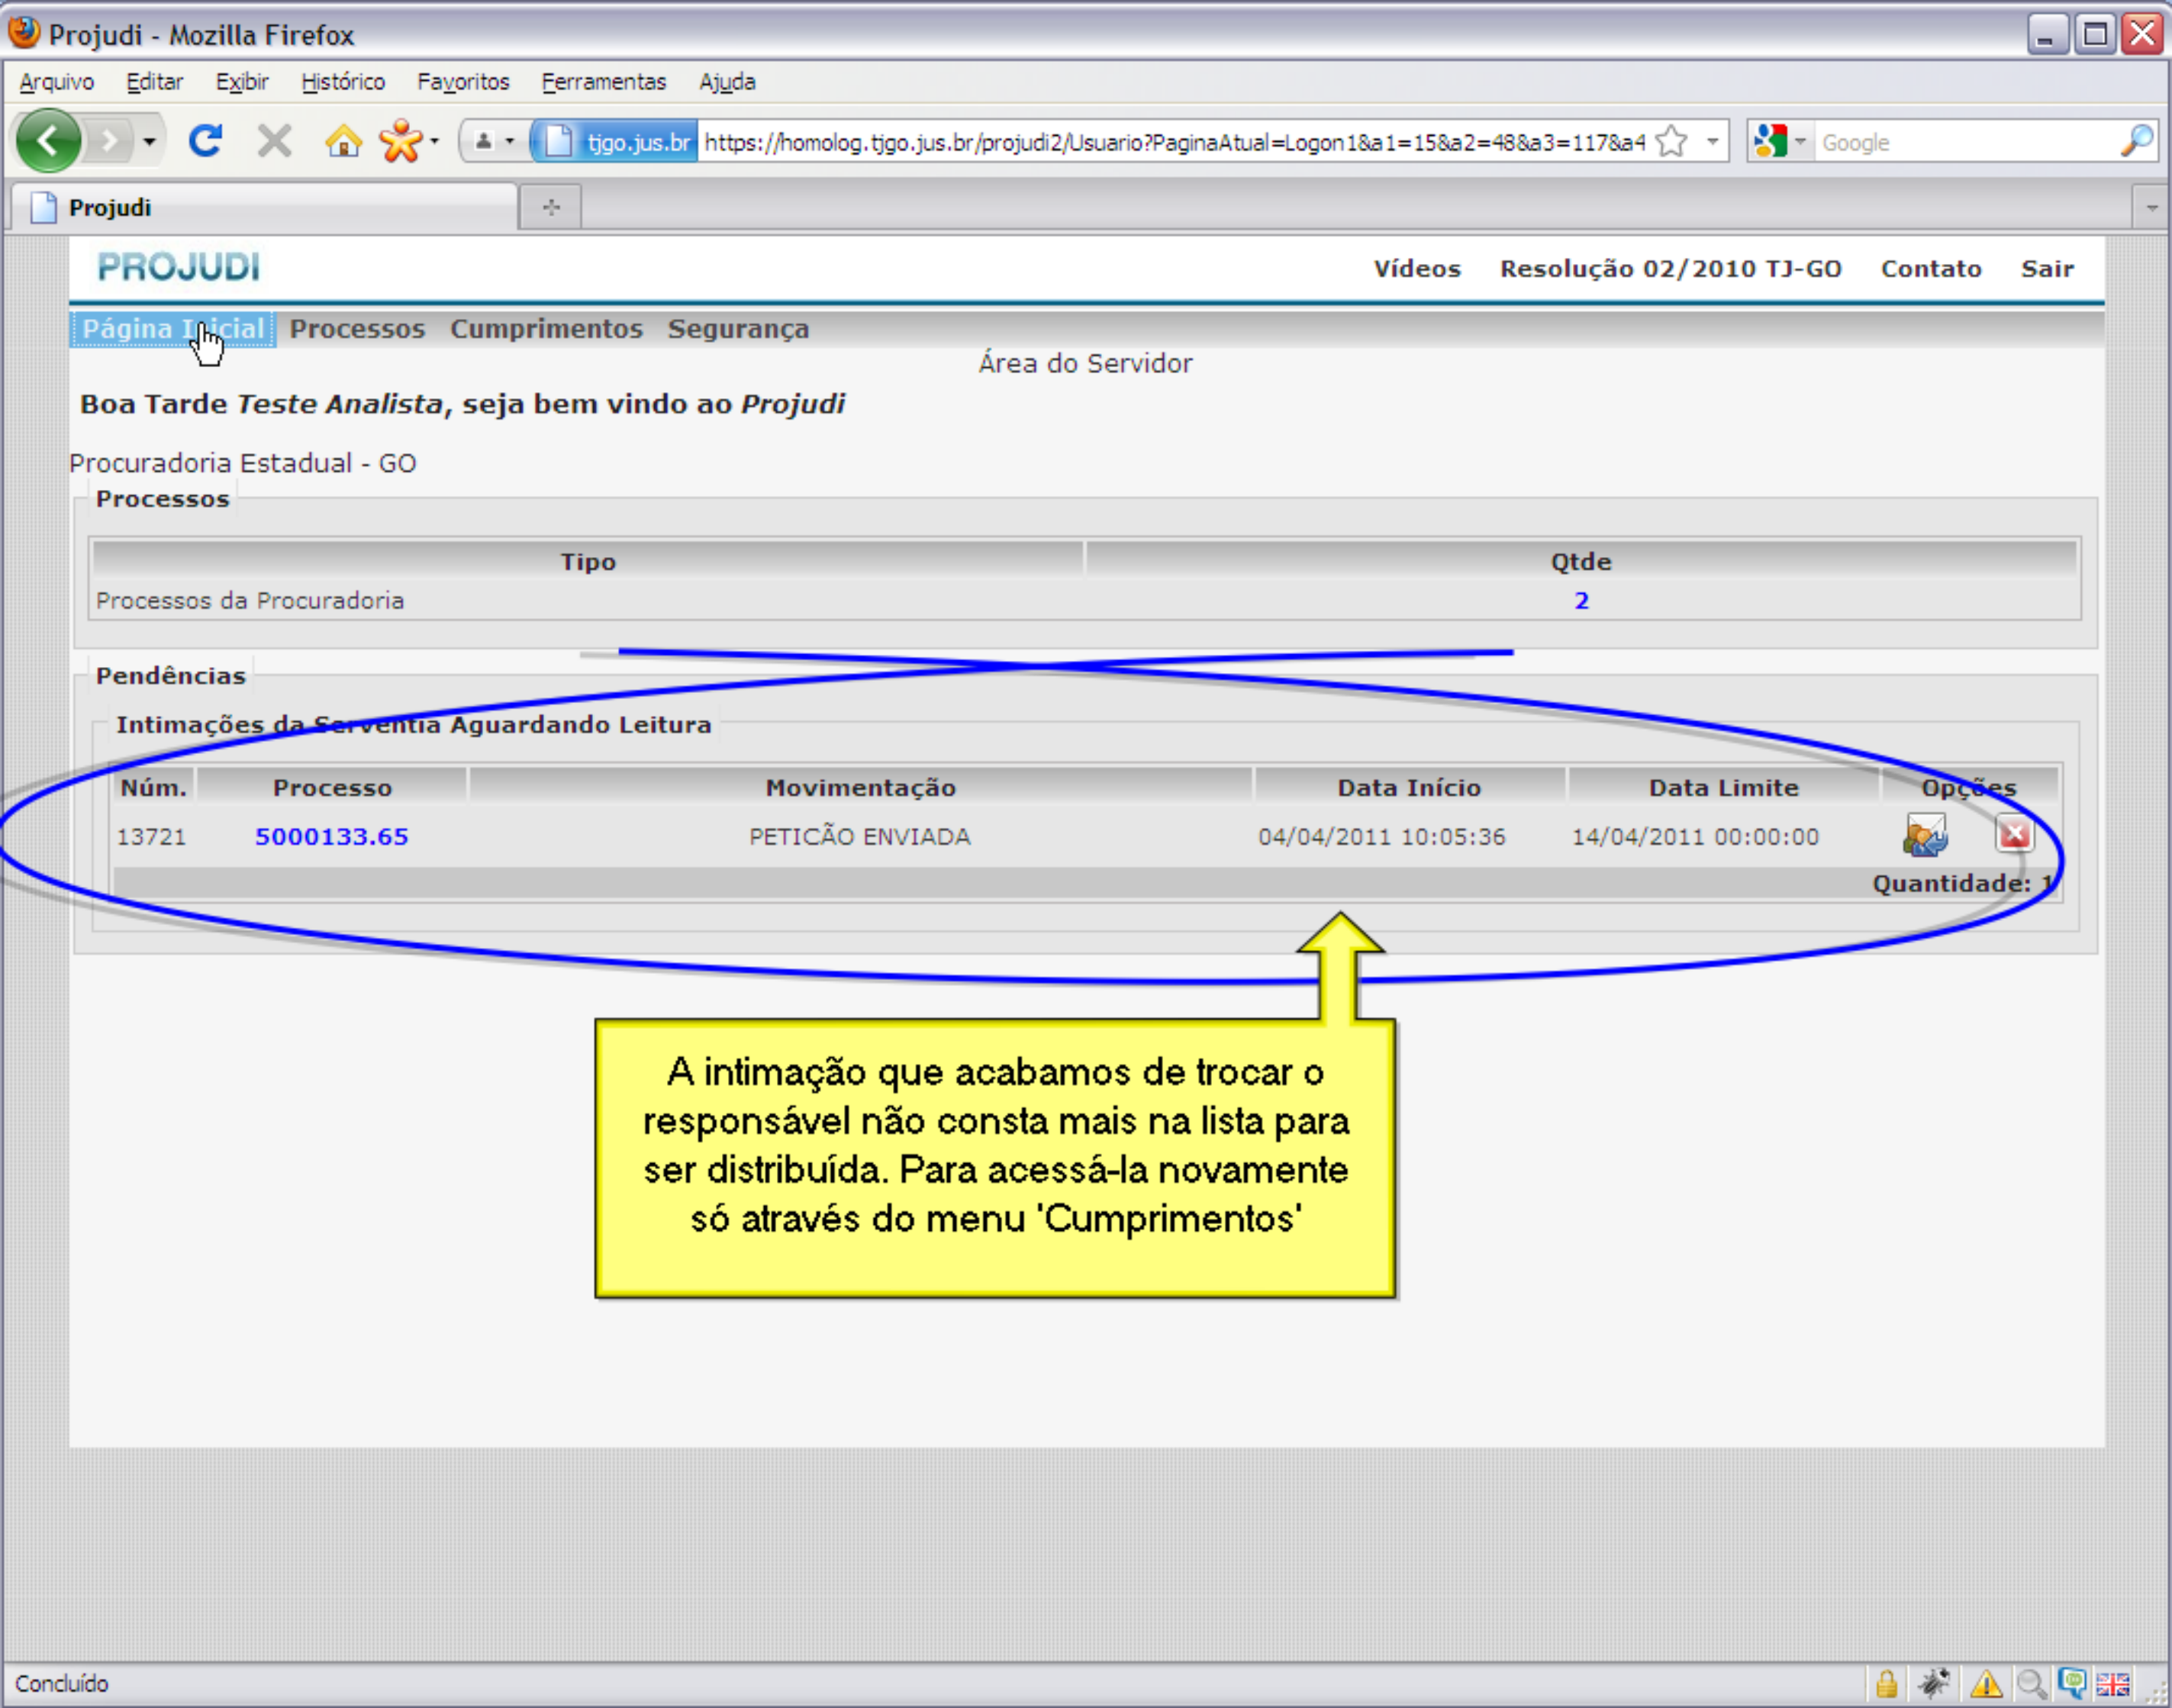 Projudi - Mozilla Firefox
Arquivo Editar Exibir Histórico Favoritos Ferramentas Ajuda
tjgo.jus.br https://homolog.tjgo.jus.br/projudi2/Usuario?PaginaAtual=Logon1&a1=15&a2=48&a3=117&a4 Google
Projudi
PROJUDI
Vídeos Resolução 02/2010 TJ-GO Contato Sair
Página Inicial Processos Cumprimentos Segurança
Área do Servidor
Boa Tarde Teste Analista, seja bem vindo ao Projudi
Procuradoria Estadual - GO
Processos
Tipo Qtde
Processos da Procuradoria 2
Pendências
Intimações da Serventia Aguardando Leitura
Núm. Processo Movimentação Data Início Data Limite Opções
13721 5000133.65 PETICÃO ENVIADA 04/04/2011 10:05:36 14/04/2011 00:00:00
Quantidade: 1
A intimação que acabamos de trocar o
responsável não consta mais na lista para
ser distribuída. Para acessá-la novamente
só através do menu 'Cumprimentos'
Concluído